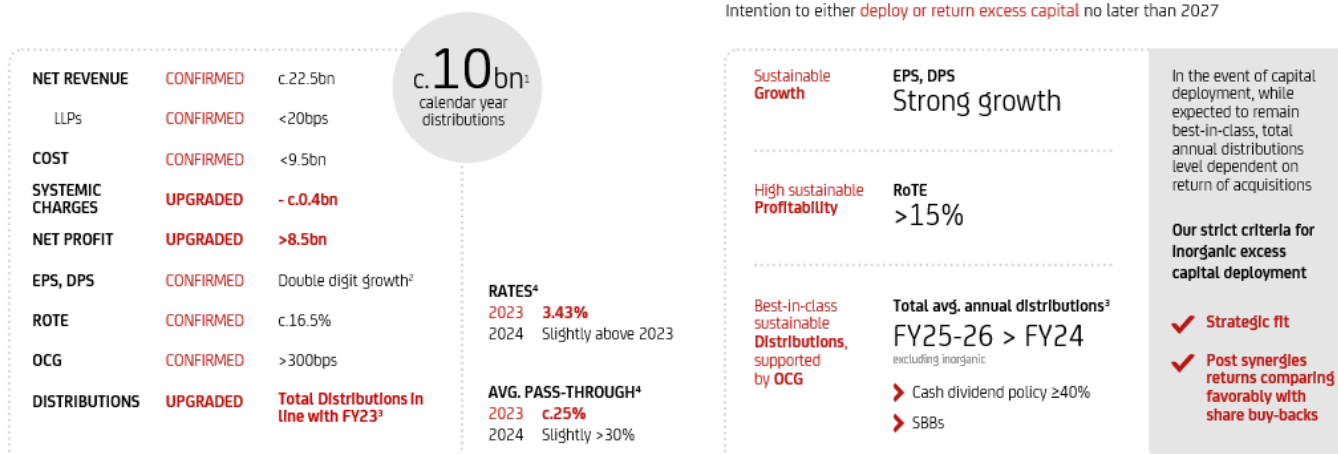 Intention to either deploy or return excess capital no later than 2027
NET REVENUE CONFIRMED c.22.5bn
LLPs CONFIRMED <20bps
COST CONFIRMED <9.5bn
SYSTEMIC
CHARGES UPGRADED - c.0.4bn
NET PROFIT UPGRADED >8.5bn
EPS, DPS CONFIRMED Double digit growth²
ROTE CONFIRMED c.16.5%
OCG CONFIRMED >300bps
DISTRIBUTIONS UPGRADED Total Distributions in
line with FY23³
c.10bn¹
calendar year
distributions
RATES⁴
2023 3.43%
2024 Slightly above 2023
AVG. PASS-THROUGH⁴
2023 c.25%
2024 Slightly >30%
Sustainable
Growth
EPS, DPS
Strong growth
High sustainable
Profitability
RoTE
>15%
Best-in-class
sustainable
Distributions,
supported
by OCG
Total avg. annual distributions³
FY25-26 > FY24
excluding inorganic
Cash dividend policy ≥40%
SBBs
In the event of capital
deployment, while
expected to remain
best-in-class, total
annual distributions
level dependent on
return of acquisitions
Our strict criteria for
inorganic excess
capital deployment
Strategic fit
Post synergies
returns comparing
favorably with
share buy-backs